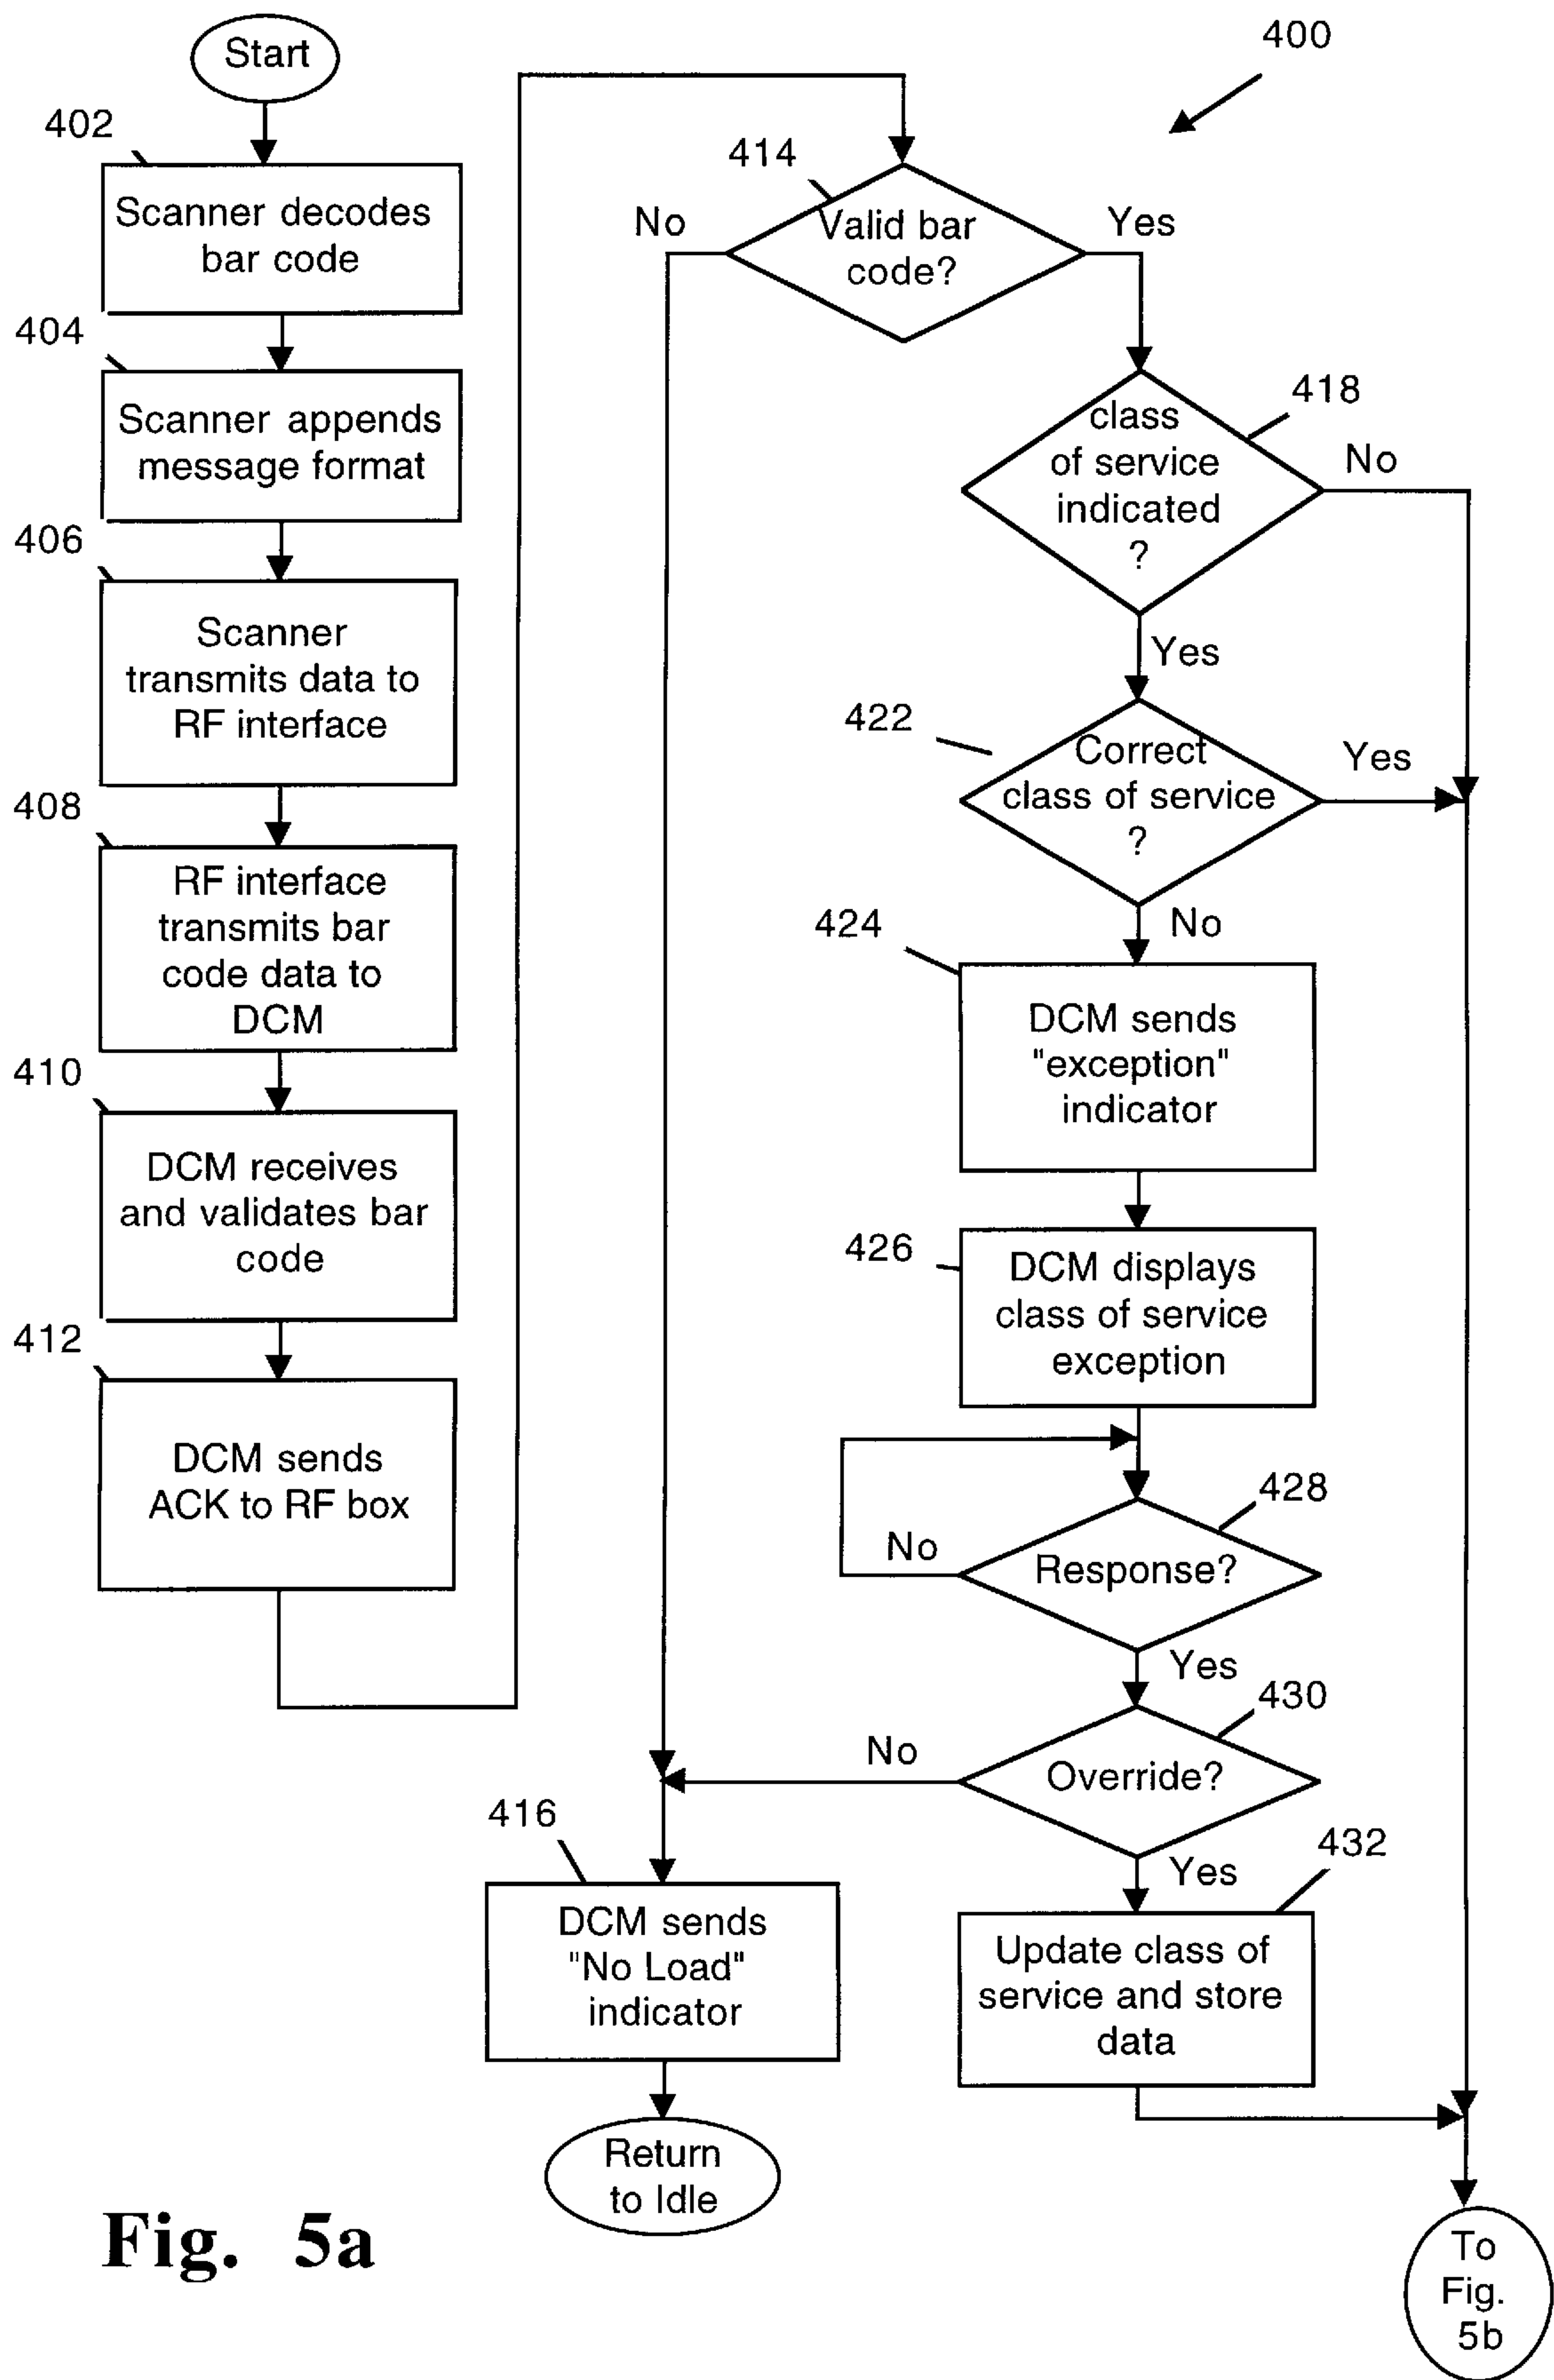 Start
402
Scanner decodes
bar code
404
Scanner appends
message format
406
Scanner
transmits data to
RF interface
408
RF interface
transmits bar
code data to
DCM
410
DCM receives
and validates bar
code
412
DCM sends
ACK to RF box
400
414
No
Valid bar
code?
Yes
418
class
of service
indicated
?
No
Yes
422
Correct
class of service
?
Yes
No
424
DCM sends
"exception"
indicator
426
DCM displays
class of service
exception
428
No
Response?
Yes
430
No
Override?
Yes
416
DCM sends
"No Load"
indicator
432
Update class of
service and store
data
Return
to Idle
To
Fig.
5b
Fig. 5a